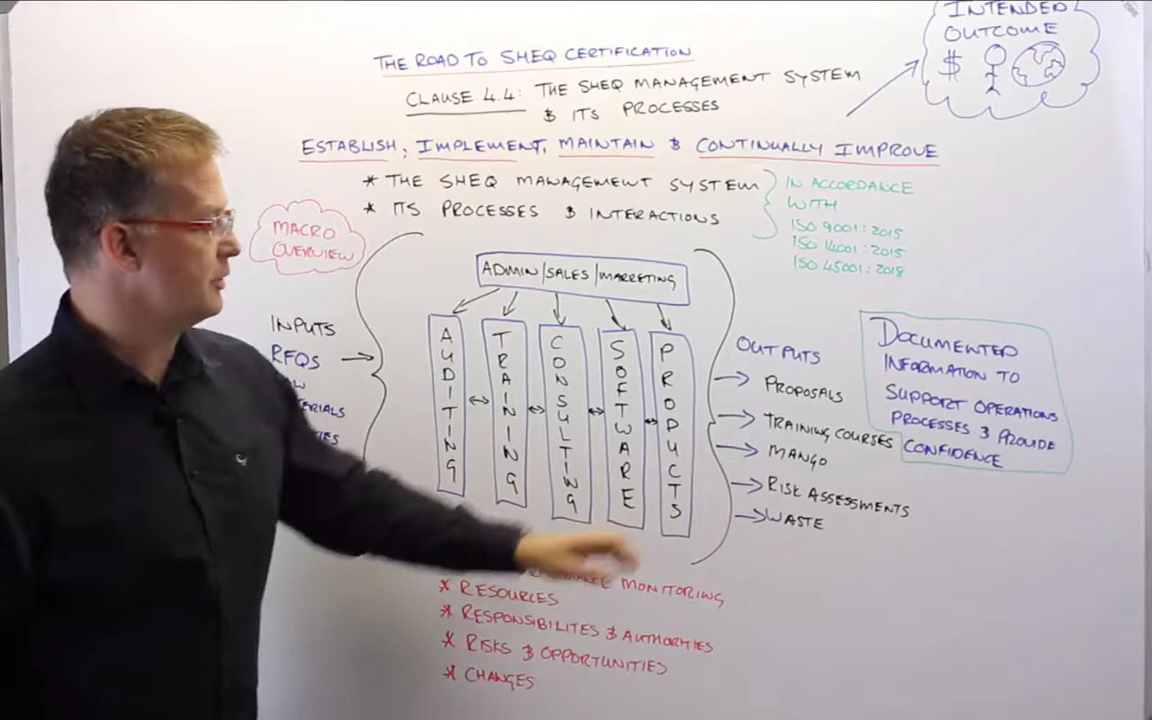 INTENDED
OUTCOME
$
THE ROAD TO SHEQ CERTIFICATION
CLAUSE 4.4: THE SHEQ MANAGEMENT SYSTEM
& ITS PROCESSES
ESTABLISH, IMPLEMENT, MAINTAIN & CONTINUALLY IMPROVE
* THE SHEQ MANAGEMENT SYSTEM
* ITS PROCESSES & INTERACTIONS
IN ACCORDANCE
WITH
ISO 9001:2015
ISO 14001:2015
ISO 45001:2018
MACRO
OVERVIEW
ADMIN/SALES/MARKETING
INPUTS
RFQS
AUDITING
TRAINING
CONSULTING
SOFTWARE
PRODUCTS
OUTPUTS
PROPOSALS
TRAINING COURSES
MANGO
RISK ASSESSMENTS
WASTE
DOCUMENTED
INFORMATION TO
SUPPORT OPERATIONS
PROCESSES & PROVIDE
CONFIDENCE
MONITORING
* RESOURCES
* RESPONSIBILITES & AUTHORITIES
* RISKS & OPPORTUNITIES
* CHANGES